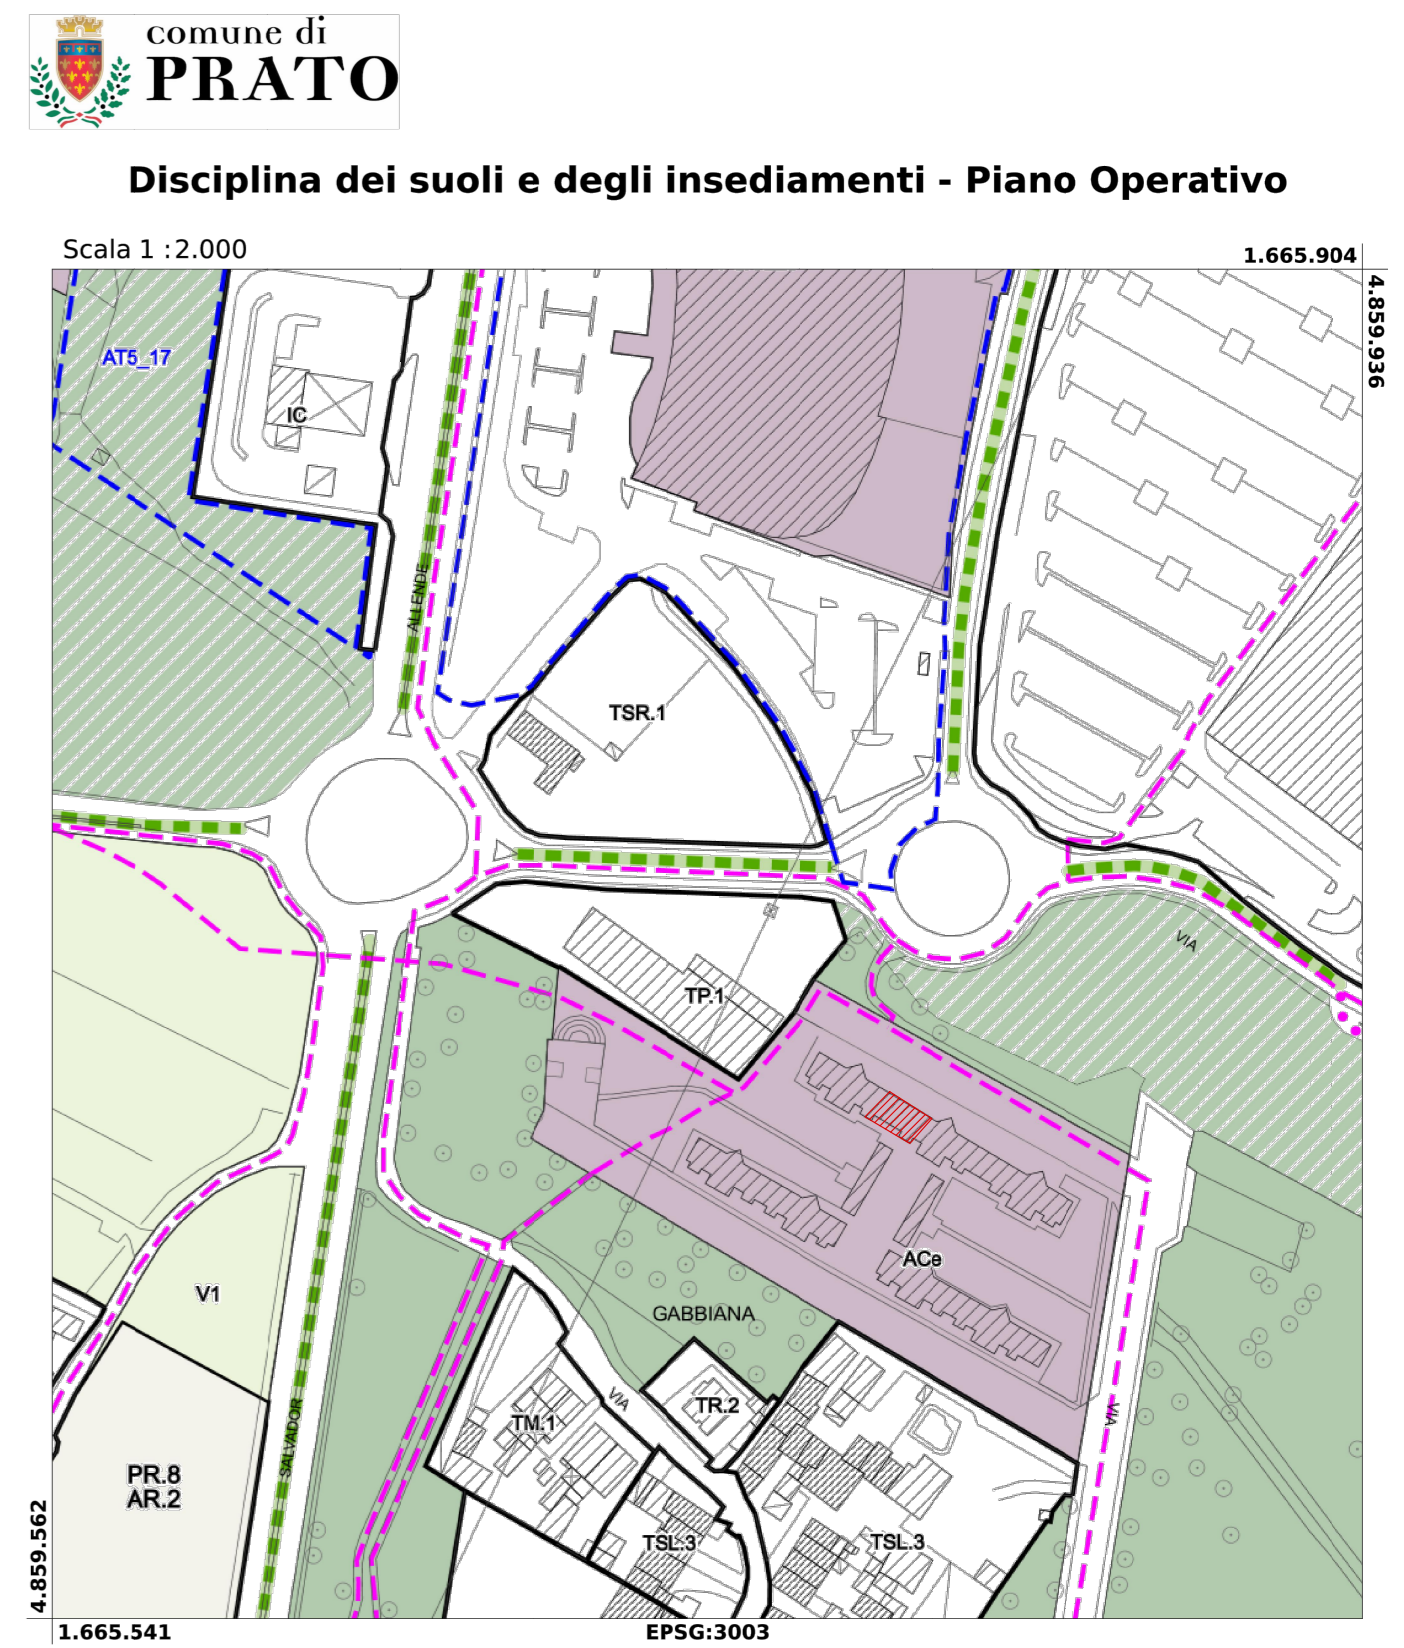 comune di
PRATO
Disciplina dei suoli e degli insediamenti - Piano Operativo
Scala 1 : 2.000
1.665.904
4.859.936
AT5_17
IC
ALLENDE
TSR.1
VIA
TP.1
ACe
V1
GABBIANA
TR.2
VIA
VIA
TM.1
SALVADOR
PR.8
AR.2
TSL.3
TSL.3
4.859.562
1.665.541
EPSG:3003